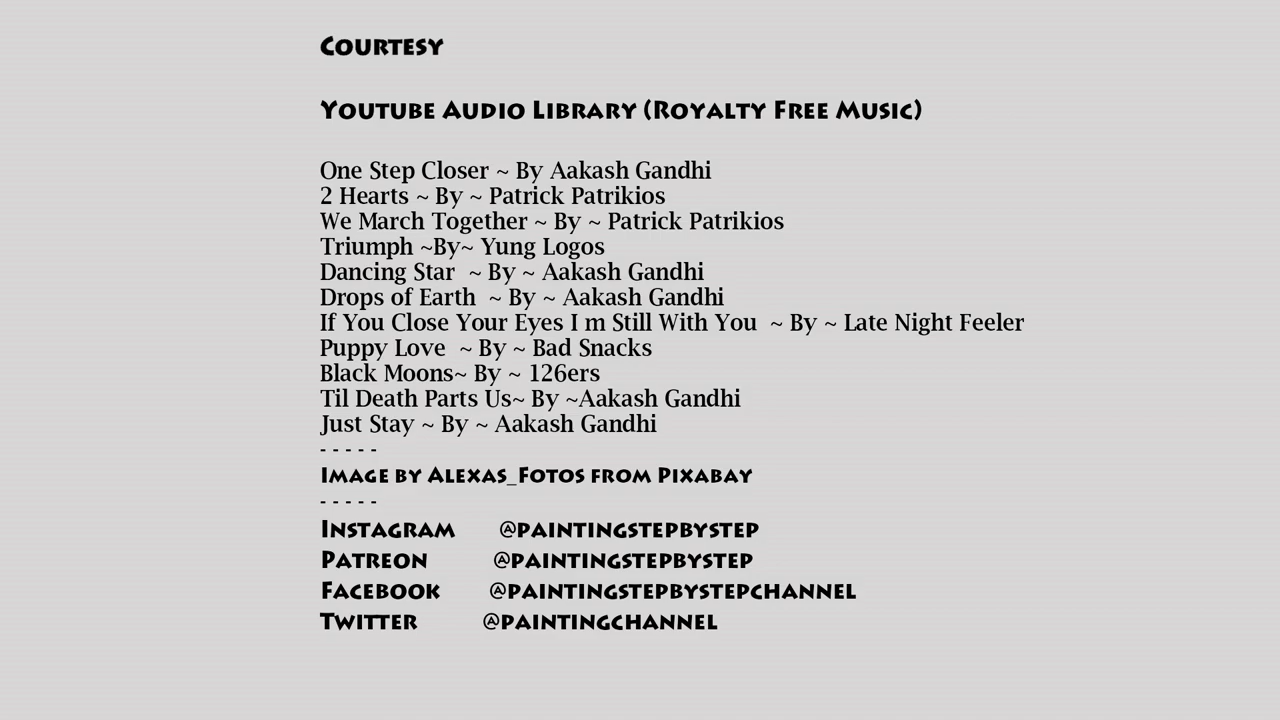 Courtesy
Youtube Audio Library (Royalty Free Music)
One Step Closer ~ By Aakash Gandhi
2 Hearts ~ By ~ Patrick Patrikios
We March Together ~ By ~ Patrick Patrikios
Triumph ~By~ Yung Logos
Dancing Star  ~ By ~ Aakash Gandhi
Drops of Earth  ~ By ~ Aakash Gandhi
If You Close Your Eyes I m Still With You  ~ By ~ Late Night Feeler
Puppy Love  ~ By ~ Bad Snacks
Black Moons~ By ~ 126ers
Til Death Parts Us~ By ~Aakash Gandhi
Just Stay ~ By ~ Aakash Gandhi
- - - - -
Image by Alexas_Fotos from Pixabay
- - - - -
Instagram @paintingstepbystep
Patreon @paintingstepbystep
Facebook @paintingstepbystepchannel
Twitter @paintingchannel